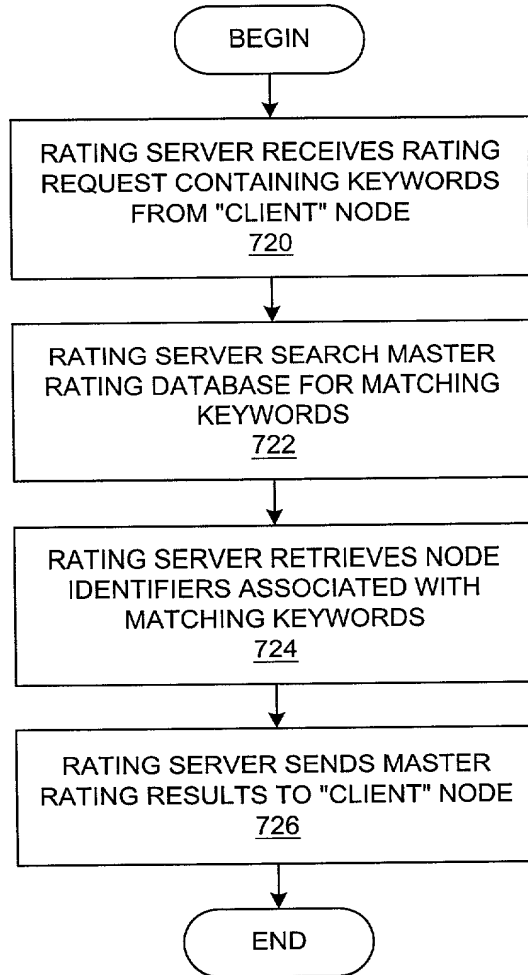 BEGIN
RATING SERVER RECEIVES RATING
REQUEST CONTAINING KEYWORDS
FROM "CLIENT" NODE
720
RATING SERVER SEARCH MASTER
RATING DATABASE FOR MATCHING
KEYWORDS
722
RATING SERVER RETRIEVES NODE
IDENTIFIERS ASSOCIATED WITH
MATCHING KEYWORDS
724
RATING SERVER SENDS MASTER
RATING RESULTS TO "CLIENT" NODE
726
END